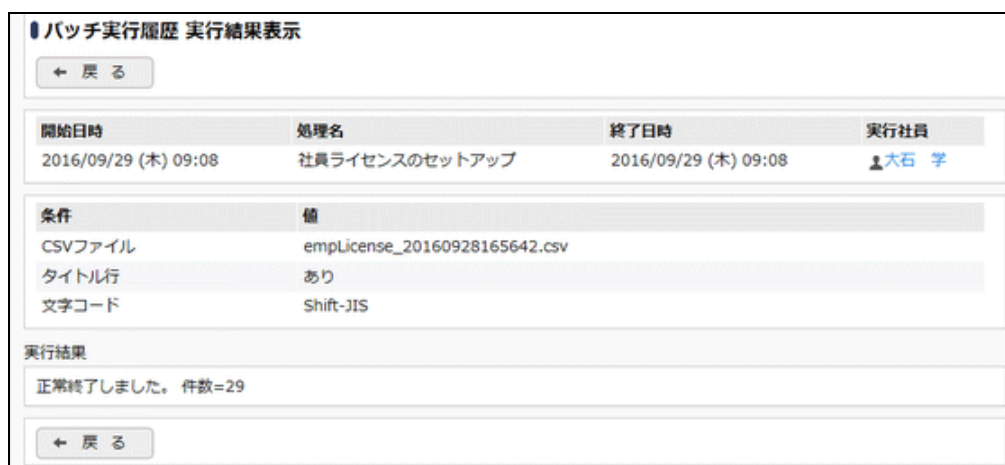 バッチ実行履歴 実行結果表示
← 戻 る
開始日時 処理名 終了日時 実行社員
2016/09/29 (木) 09:08 社員ライセンスのセットアップ 2016/09/29 (木) 09:08 大石 学
条件 値
CSVファイル empLicense_20160928165642.csv
タイトル行 あり
文字コード Shift-JIS
実行結果
正常終了しました。 件数=29
← 戻 る